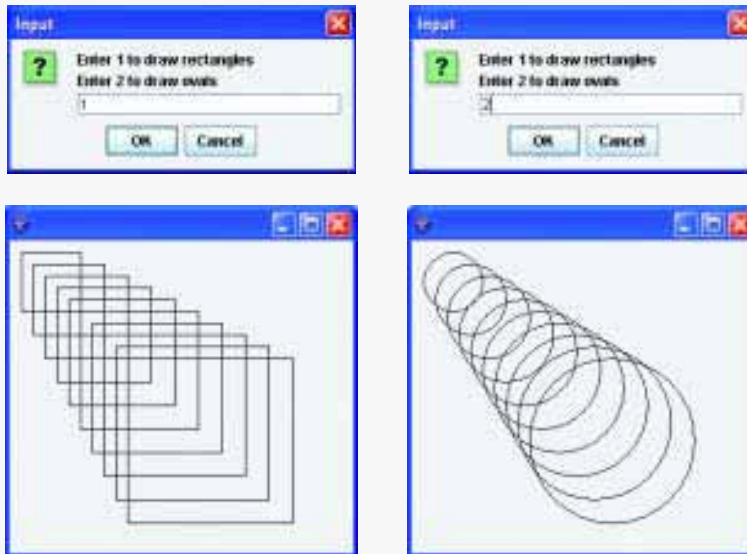 Input
Enter 1 to draw rectangles
Enter 2 to draw ovals
1
OK Cancel
Input
Enter 1 to draw rectangles
Enter 2 to draw ovals
2
OK Cancel